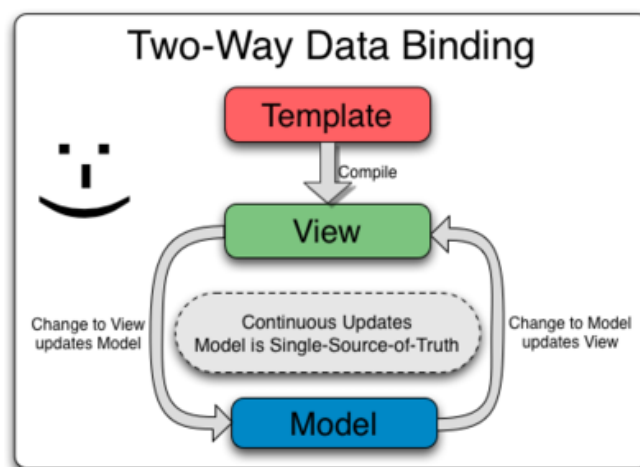 Two-Way Data Binding
Template
Compile
View
Change to View
updates Model
Continuous Updates
Model is Single-Source-of-Truth
Change to Model
updates View
Model